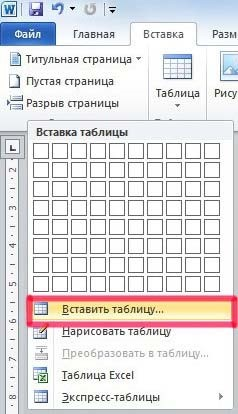 Файл Главная Вставка Разм
Титульная страница
Пустая страница
Разрыв страницы
Таблица
Рису
Вставка таблицы
Вставить таблицу...
Нарисовать таблицу
Преобразовать в таблицу...
Таблица Excel
Экспресс-таблицы